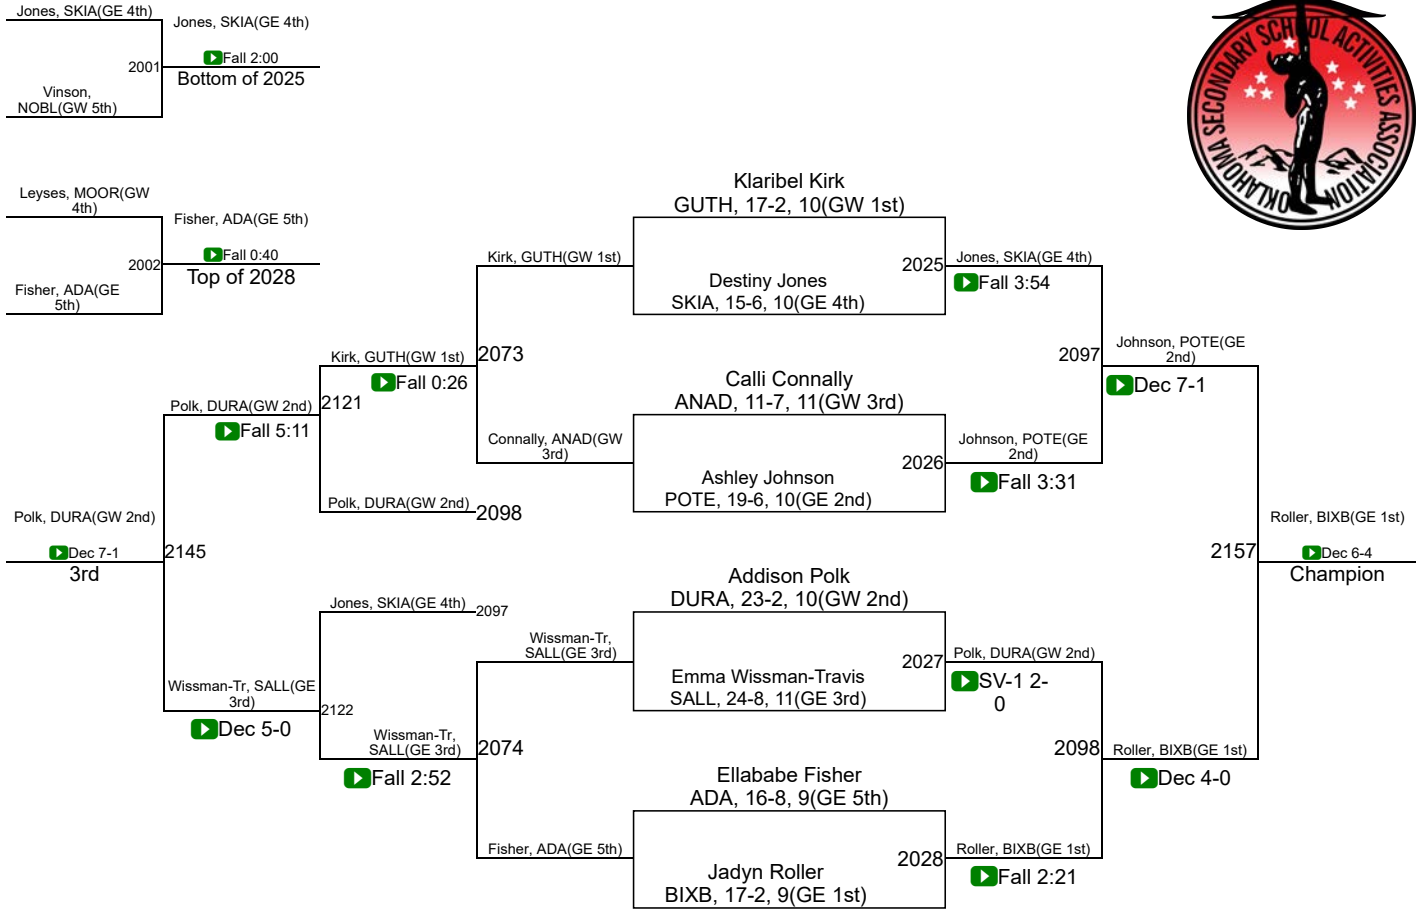 Jones, SKIA(GE 4th)
Jones, SKIA(GE 4th)
Fall 2:00
2001
Bottom of 2025
Vinson,
NOBL(GW 5th)
OKLAHOMA SECONDARY SCHOOL ACTIVITIES ASSOCIATION
Leyses, MOOR(GW
4th)
Fisher, ADA(GE 5th)
Fall 0:40
2002
Top of 2028
Fisher, ADA(GE
5th)
Klaribel Kirk
GUTH, 17-2, 10(GW 1st)
Kirk, GUTH(GW 1st)
2025
Jones, SKIA(GE 4th)
Destiny Jones
SKIA, 15-6, 10(GE 4th)
Fall 3:54
Kirk, GUTH(GW 1st)
2073
Fall 0:26
2097
Johnson, POTE(GE
2nd)
Dec 7-1
Calli Connally
ANAD, 11-7, 11(GW 3rd)
Polk, DURA(GW 2nd)
2121
Fall 5:11
Connally, ANAD(GW
3rd)
2026
Johnson, POTE(GE
2nd)
Ashley Johnson
POTE, 19-6, 10(GE 2nd)
Fall 3:31
Polk, DURA(GW 2nd)
2098
Polk, DURA(GW 2nd)
Dec 7-1
2145
3rd
2157
Roller, BIXB(GE 1st)
Dec 6-4
Champion
Addison Polk
DURA, 23-2, 10(GW 2nd)
Jones, SKIA(GE 4th)
2097
Wissman-Tr,
SALL(GE 3rd)
2027
Polk, DURA(GW 2nd)
Emma Wissman-Travis
SALL, 24-8, 11(GE 3rd)
SV-1 2-
0
Wissman-Tr, SALL(GE
3rd)
2122
Dec 5-0
Wissman-Tr,
SALL(GE 3rd)
2074
Fall 2:52
2098
Roller, BIXB(GE 1st)
Dec 4-0
Ellababe Fisher
ADA, 16-8, 9(GE 5th)
Fisher, ADA(GE 5th)
2028
Roller, BIXB(GE 1st)
Jadyn Roller
BIXB, 17-2, 9(GE 1st)
Fall 2:21